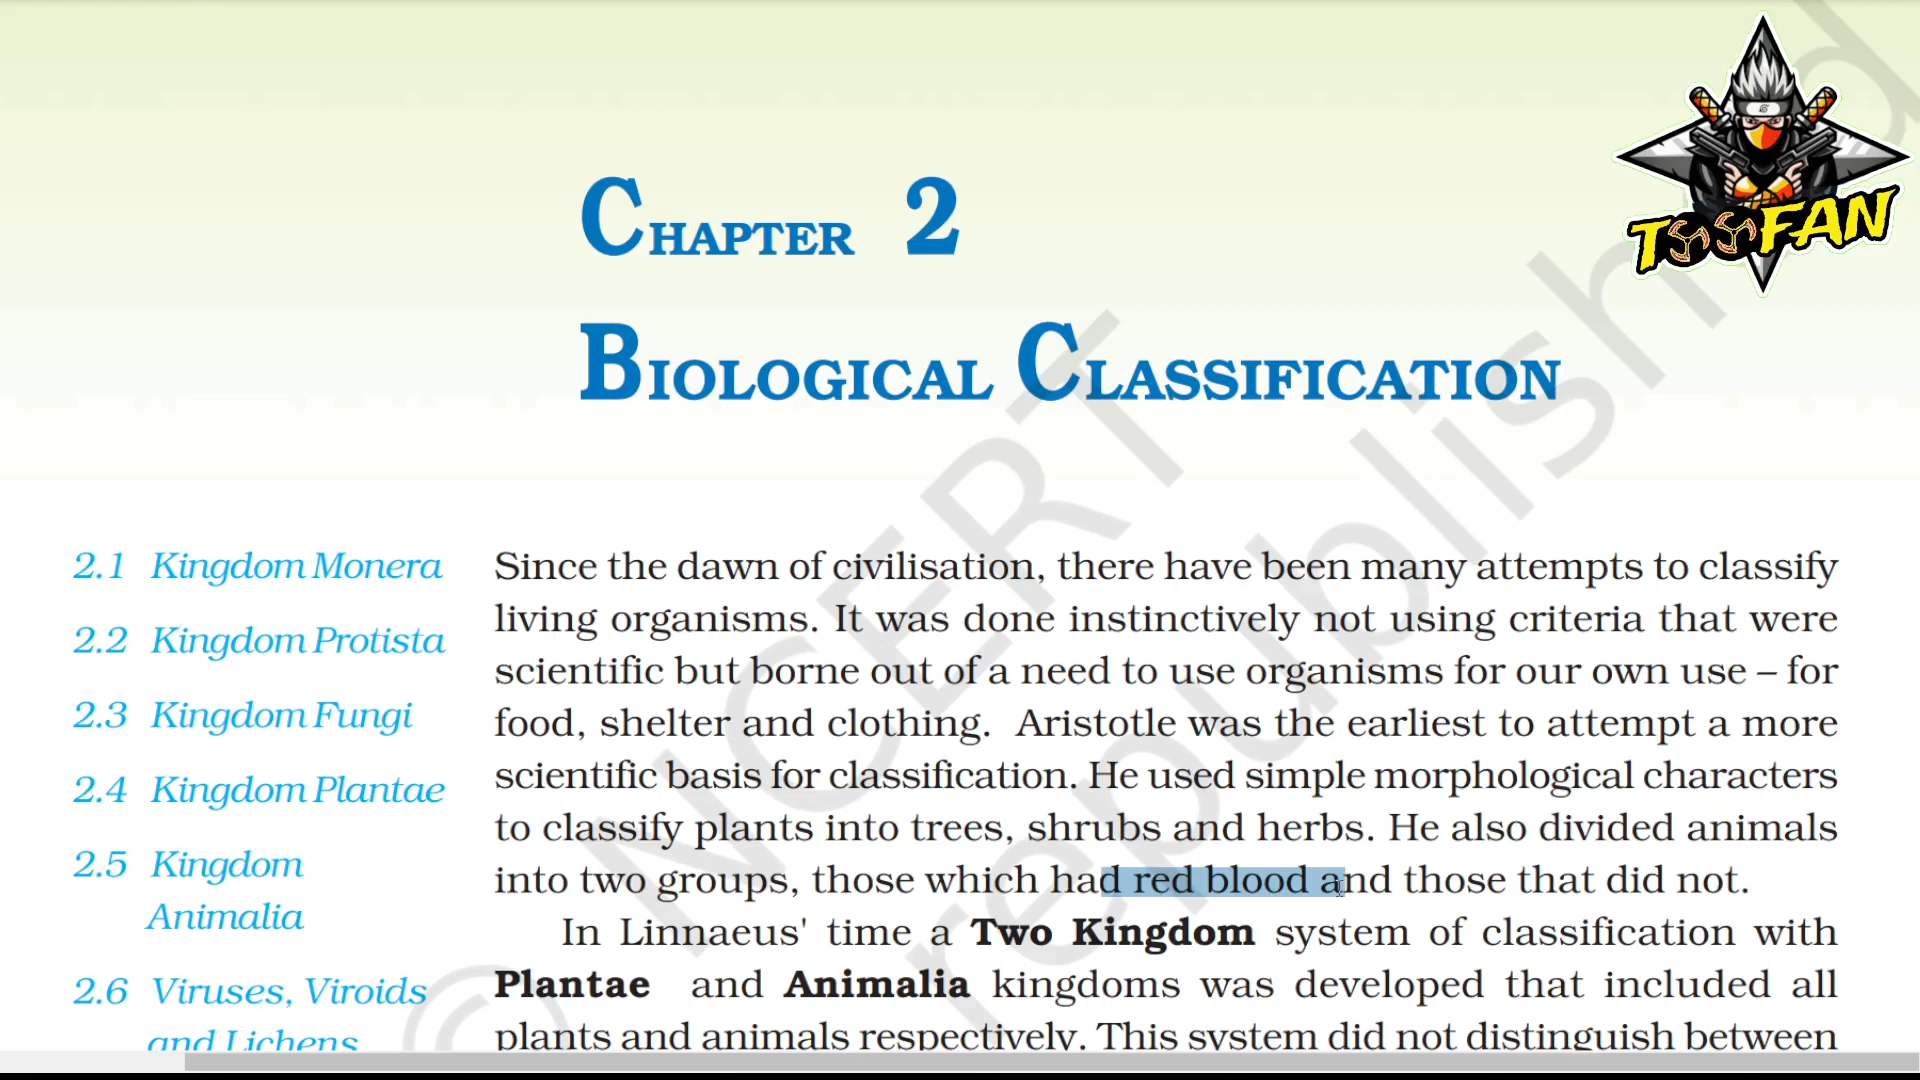 TOOFAN
CHAPTER 2
BIOLOGICAL CLASSIFICATION
2.1 Kingdom Monera
2.2 Kingdom Protista
2.3 Kingdom Fungi
2.4 Kingdom Plantae
2.5 Kingdom
Animalia
2.6 Viruses, Viroids
and Lichens
Since the dawn of civilisation, there have been many attempts to classify
living organisms. It was done instinctively not using criteria that were
scientific but borne out of a need to use organisms for our own use – for
food, shelter and clothing. Aristotle was the earliest to attempt a more
scientific basis for classification. He used simple morphological characters
to classify plants into trees, shrubs and herbs. He also divided animals
into two groups, those which had red blood and those that did not.
In Linnaeus' time a Two Kingdom system of classification with
Plantae and Animalia kingdoms was developed that included all
plants and animals respectively. This system did not distinguish between
© NCERT
republished